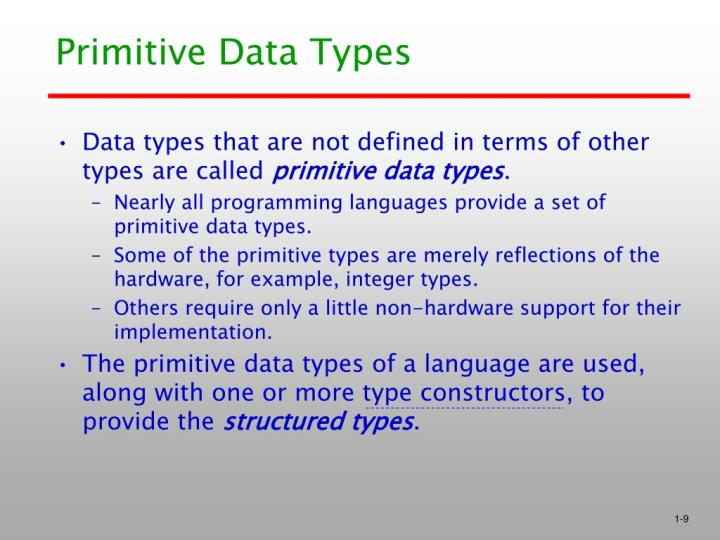 Primitive Data Types
• Data types that are not defined in terms of other
types are called primitive data types.
– Nearly all programming languages provide a set of
primitive data types.
– Some of the primitive types are merely reflections of the
hardware, for example, integer types.
– Others require only a little non-hardware support for their
implementation.
• The primitive data types of a language are used,
along with one or more type constructors, to
provide the structured types.
1-9